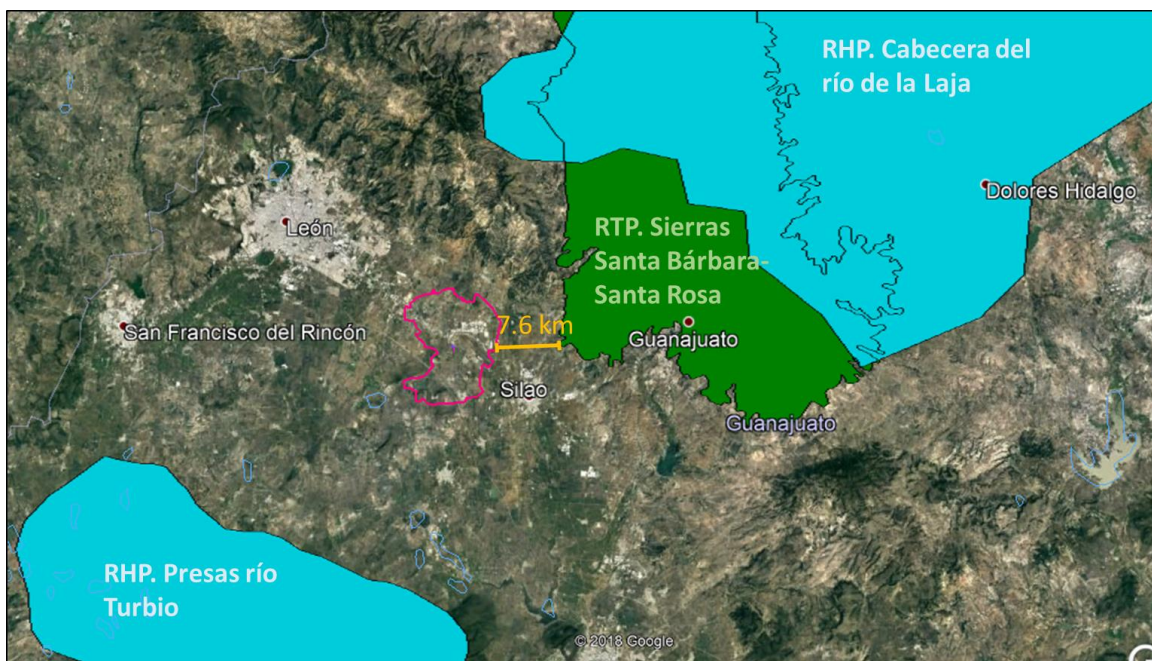 RHP. Cabecera del
río de la Laja
Dolores Hidalgo
León
RTP. Sierras
Santa Bárbara-
Santa Rosa
7.6 km
San Francisco del Rincón
Guanajuato
Silao
Guanajuato
RHP. Presas río
Turbio
© 2018 Google